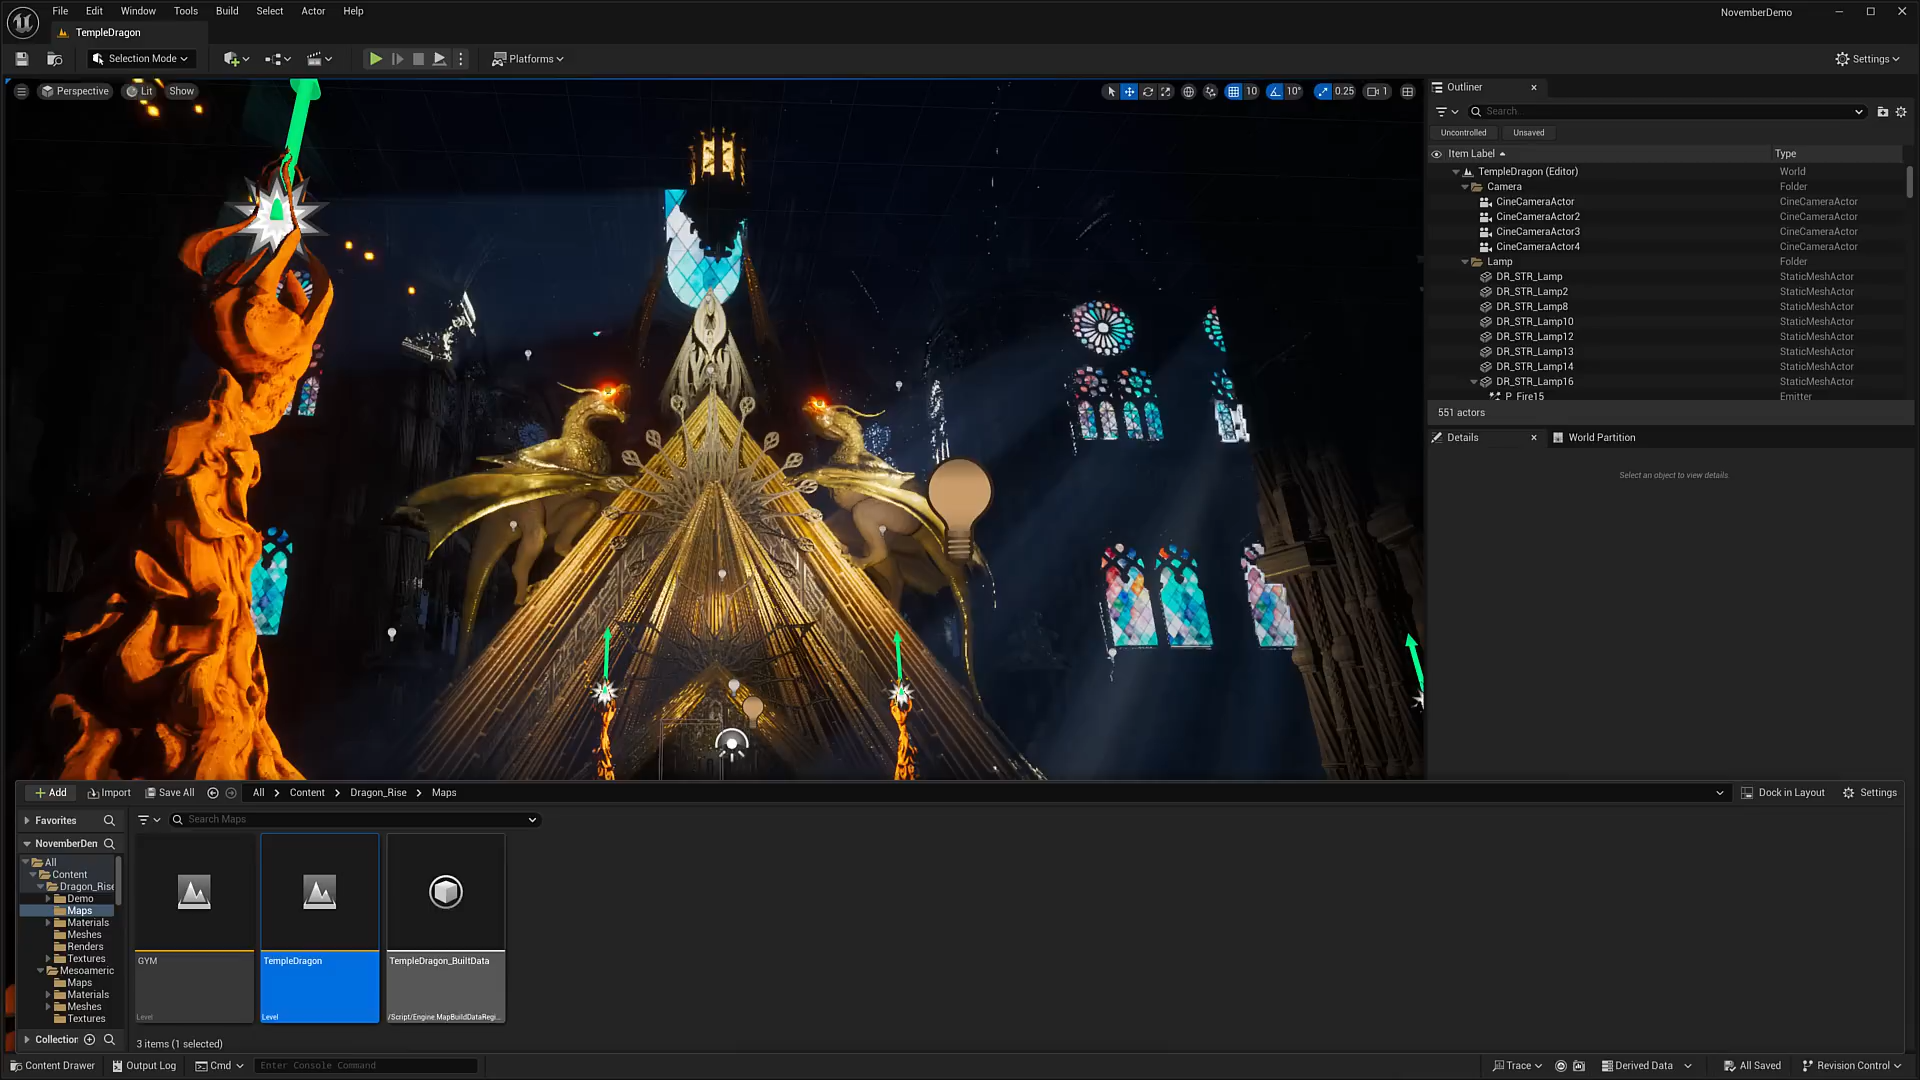 File Edit Window Tools Build Select Actor Help
NovemberDemo
TempleDragon
Selection Mode
Platforms
Settings
Perspective Lit Show
10 10° 0.25 1
Outliner
Search...
Uncontrolled Unsaved
Item Label Type
TempleDragon (Editor) World
Camera Folder
CineCameraActor CineCameraActor
CineCameraActor2 CineCameraActor
CineCameraActor3 CineCameraActor
CineCameraActor4 CineCameraActor
Lamp Folder
DR_STR_Lamp StaticMeshActor
DR_STR_Lamp2 StaticMeshActor
DR_STR_Lamp8 StaticMeshActor
DR_STR_Lamp10 StaticMeshActor
DR_STR_Lamp12 StaticMeshActor
DR_STR_Lamp13 StaticMeshActor
DR_STR_Lamp14 StaticMeshActor
DR_STR_Lamp16 StaticMeshActor
P_Fire15 Emitter
551 actors
Details World Partition
Select an object to view details.
Add Import Save All All Content Dragon_Rise Maps Dock in Layout Settings
Favorites
Search Maps
NovemberDen
All
Content
Dragon_Rise
Demo
Maps
Materials
Meshes
Renders
Textures
Mesoameric
Maps
Materials
Meshes
Textures
Collection
GYM
Level
TempleDragon
Level
TempleDragon_BuiltData
/Script/Engine.MapBuildDataRegi...
3 items (1 selected)
Content Drawer Output Log Cmd Enter Console Command Trace Derived Data All Saved Revision Control